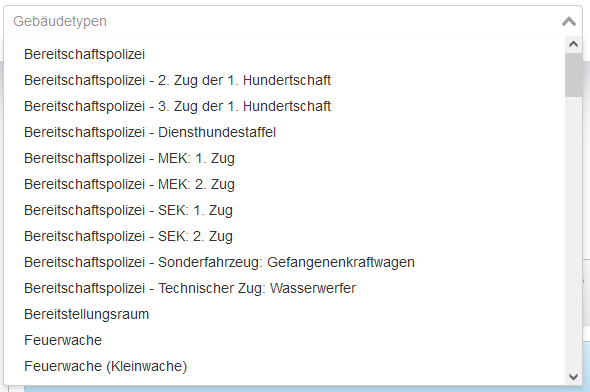 Gebäudetypen
Bereitschaftspolizei
Bereitschaftspolizei - 2. Zug der 1. Hundertschaft
Bereitschaftspolizei - 3. Zug der 1. Hundertschaft
Bereitschaftspolizei - Diensthundestaffel
Bereitschaftspolizei - MEK: 1. Zug
Bereitschaftspolizei - MEK: 2. Zug
Bereitschaftspolizei - SEK: 1. Zug
Bereitschaftspolizei - SEK: 2. Zug
Bereitschaftspolizei - Sonderfahrzeug: Gefangenenkraftwagen
Bereitschaftspolizei - Technischer Zug: Wasserwerfer
Bereitstellungsraum
Feuerwache
Feuerwache (Kleinwache)